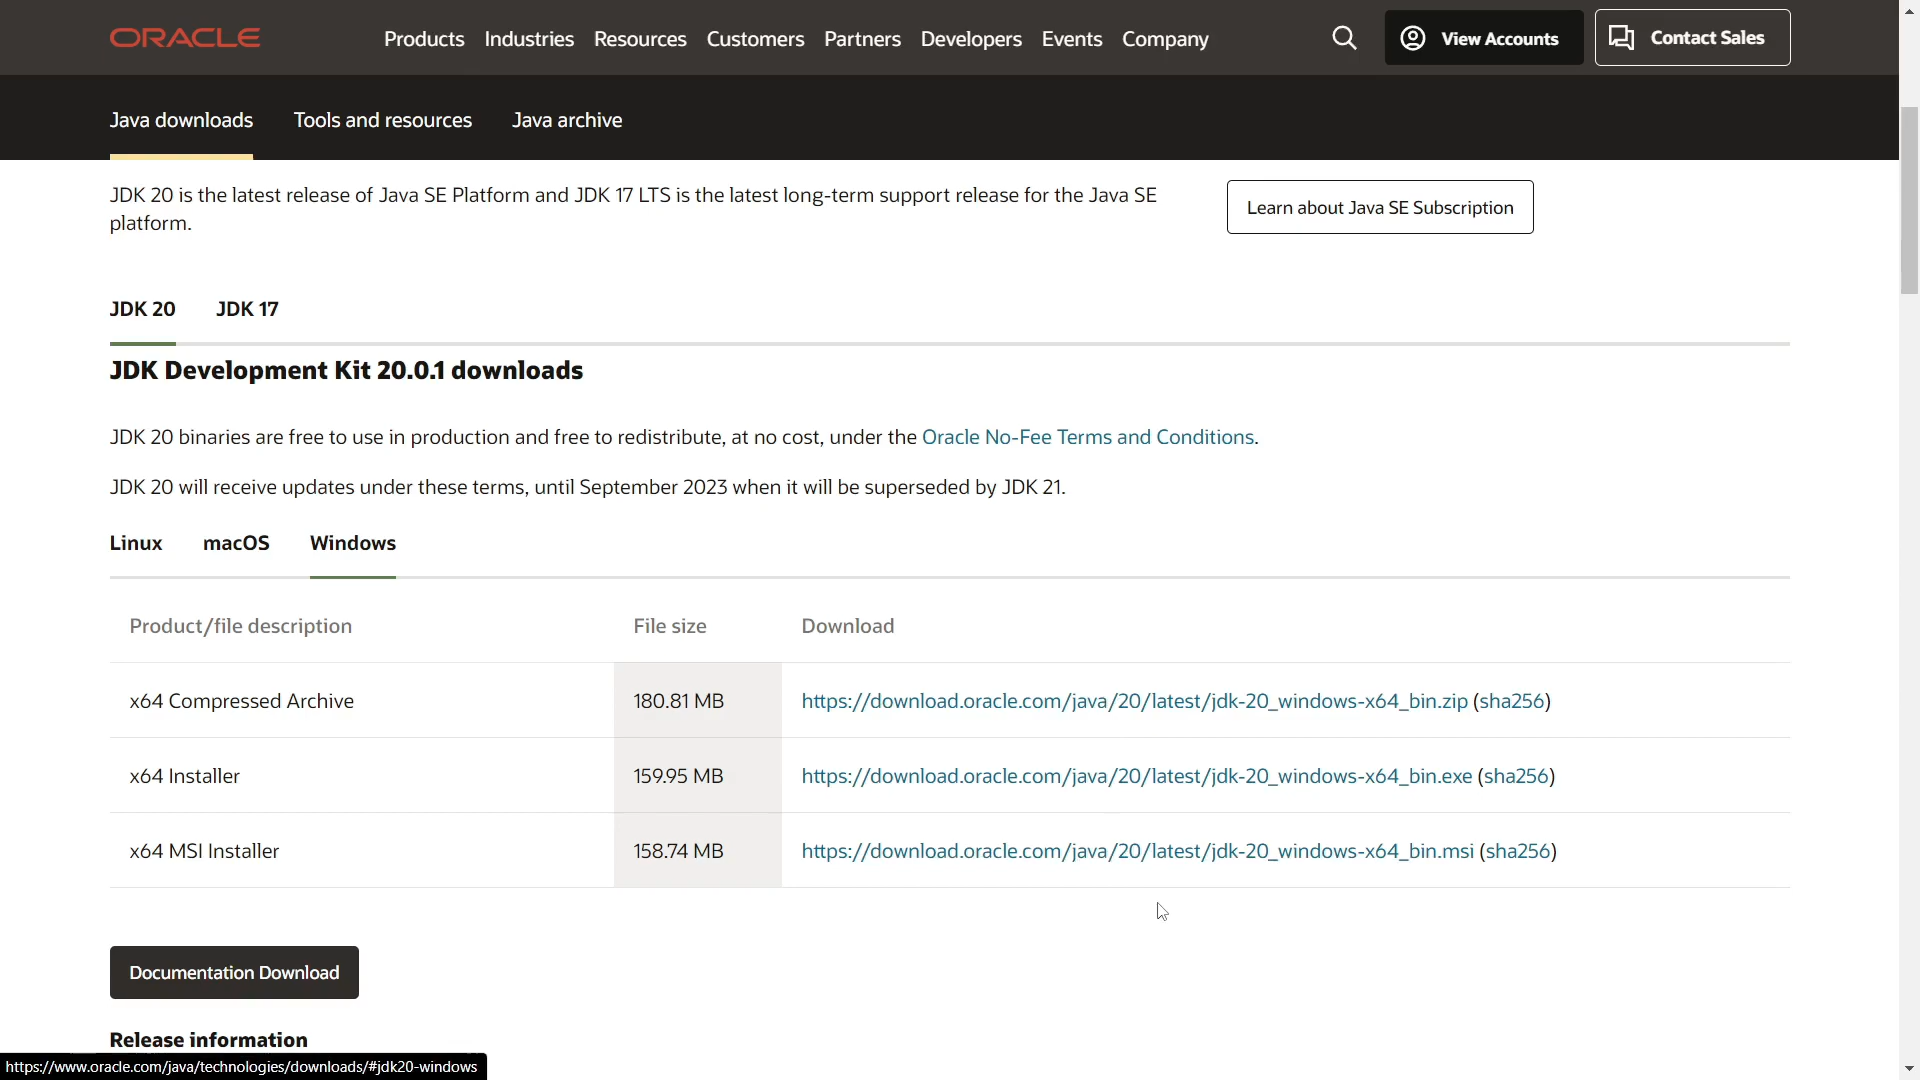 ORACLE
Products Industries Resources Customers Partners Developers Events Company
View Accounts
Contact Sales
Java downloads Tools and resources Java archive
JDK 20 is the latest release of Java SE Platform and JDK 17 LTS is the latest long-term support release for the Java SE
platform.
Learn about Java SE Subscription
JDK 20 JDK 17
JDK Development Kit 20.0.1 downloads
JDK 20 binaries are free to use in production and free to redistribute, at no cost, under the Oracle No-Fee Terms and Conditions.
JDK 20 will receive updates under these terms, until September 2023 when it will be superseded by JDK 21.
Linux macOS Windows
Product/file description File size Download
x64 Compressed Archive 180.81 MB https://download.oracle.com/java/20/latest/jdk-20_windows-x64_bin.zip (sha256)
x64 Installer 159.95 MB https://download.oracle.com/java/20/latest/jdk-20_windows-x64_bin.exe (sha256)
x64 MSI Installer 158.74 MB https://download.oracle.com/java/20/latest/jdk-20_windows-x64_bin.msi (sha256)
Documentation Download
Release information
https://www.oracle.com/java/technologies/downloads/#jdk20-windows